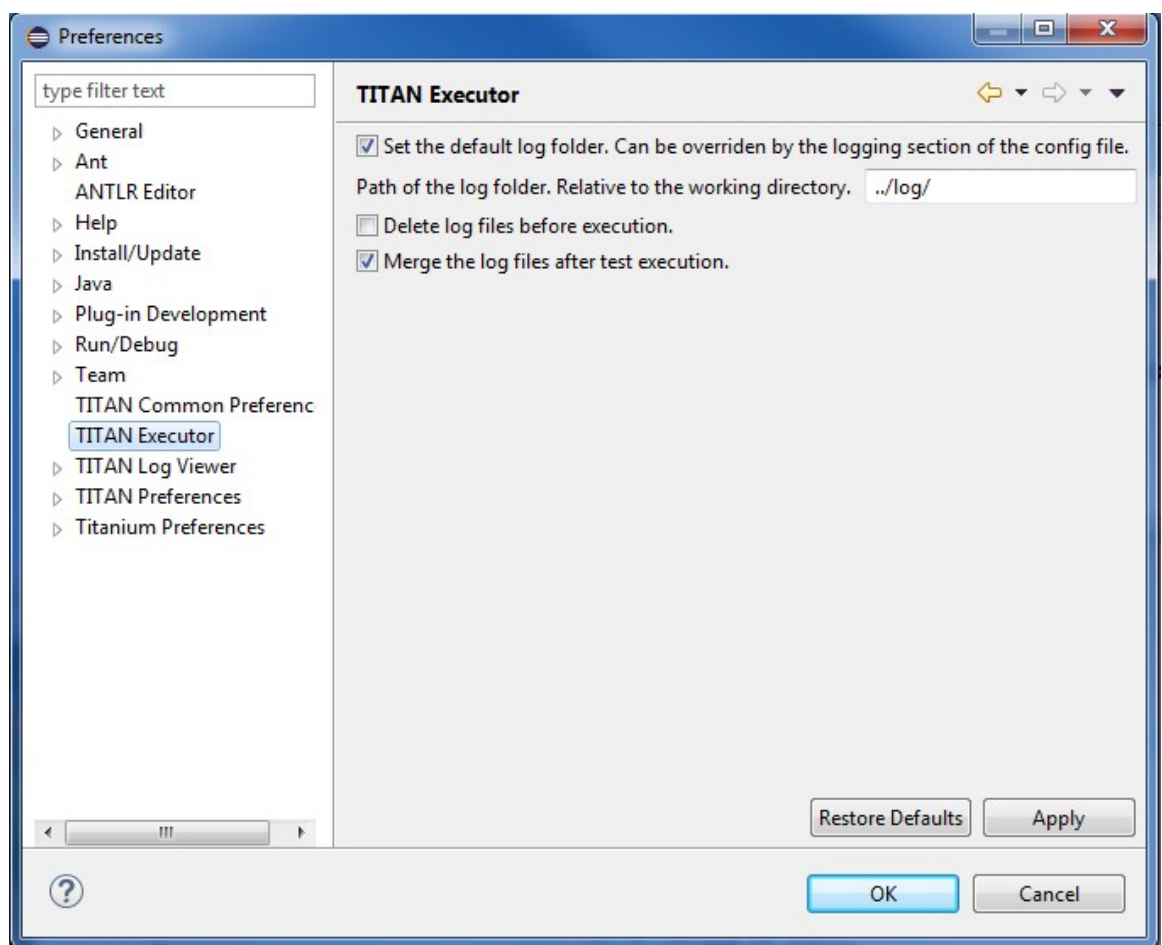 Preferences
type filter text
General
Ant
ANTLR Editor
Help
Install/Update
Java
Plug-in Development
Run/Debug
Team
TITAN Common Preferenc
TITAN Executor
TITAN Log Viewer
TITAN Preferences
Titanium Preferences
TITAN Executor
Set the default log folder. Can be overriden by the logging section of the config file.
Path of the log folder. Relative to the working directory. ../log/
Delete log files before execution.
Merge the log files after test execution.
Restore Defaults Apply
OK Cancel